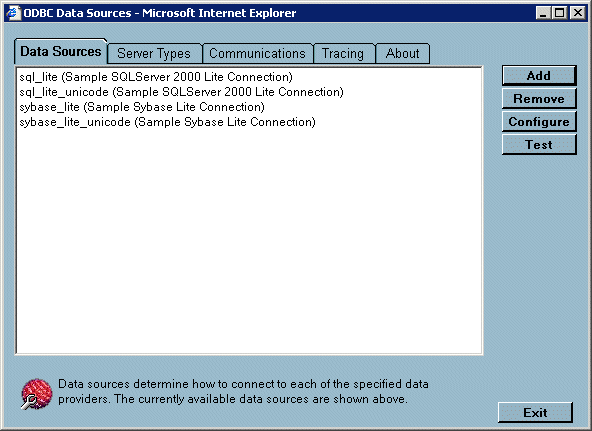 ODBC Data Sources - Microsoft Internet Explorer
Data Sources Server Types Communications Tracing About
sql_lite (Sample SQLServer 2000 Lite Connection)
sql_lite_unicode (Sample SQLServer 2000 Lite Connection)
sybase_lite (Sample Sybase Lite Connection)
sybase_lite_unicode (Sample Sybase Lite Connection)
Add
Remove
Configure
Test
Data sources determine how to connect to each of the specified data
providers. The currently available data sources are shown above.
Exit